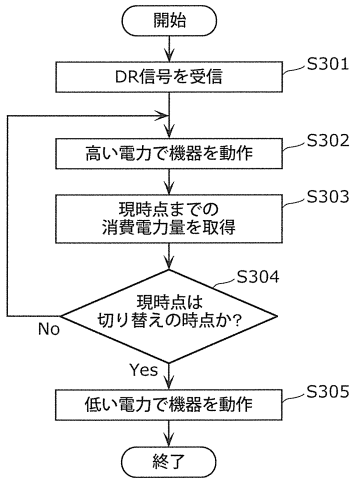 開始
DR信号を受信
S301
高い電力で機器を動作
S302
現時点までの
消費電力量を取得
S303
現時点は
切り替えの時点か?
S304
No
Yes
低い電力で機器を動作
S305
終了